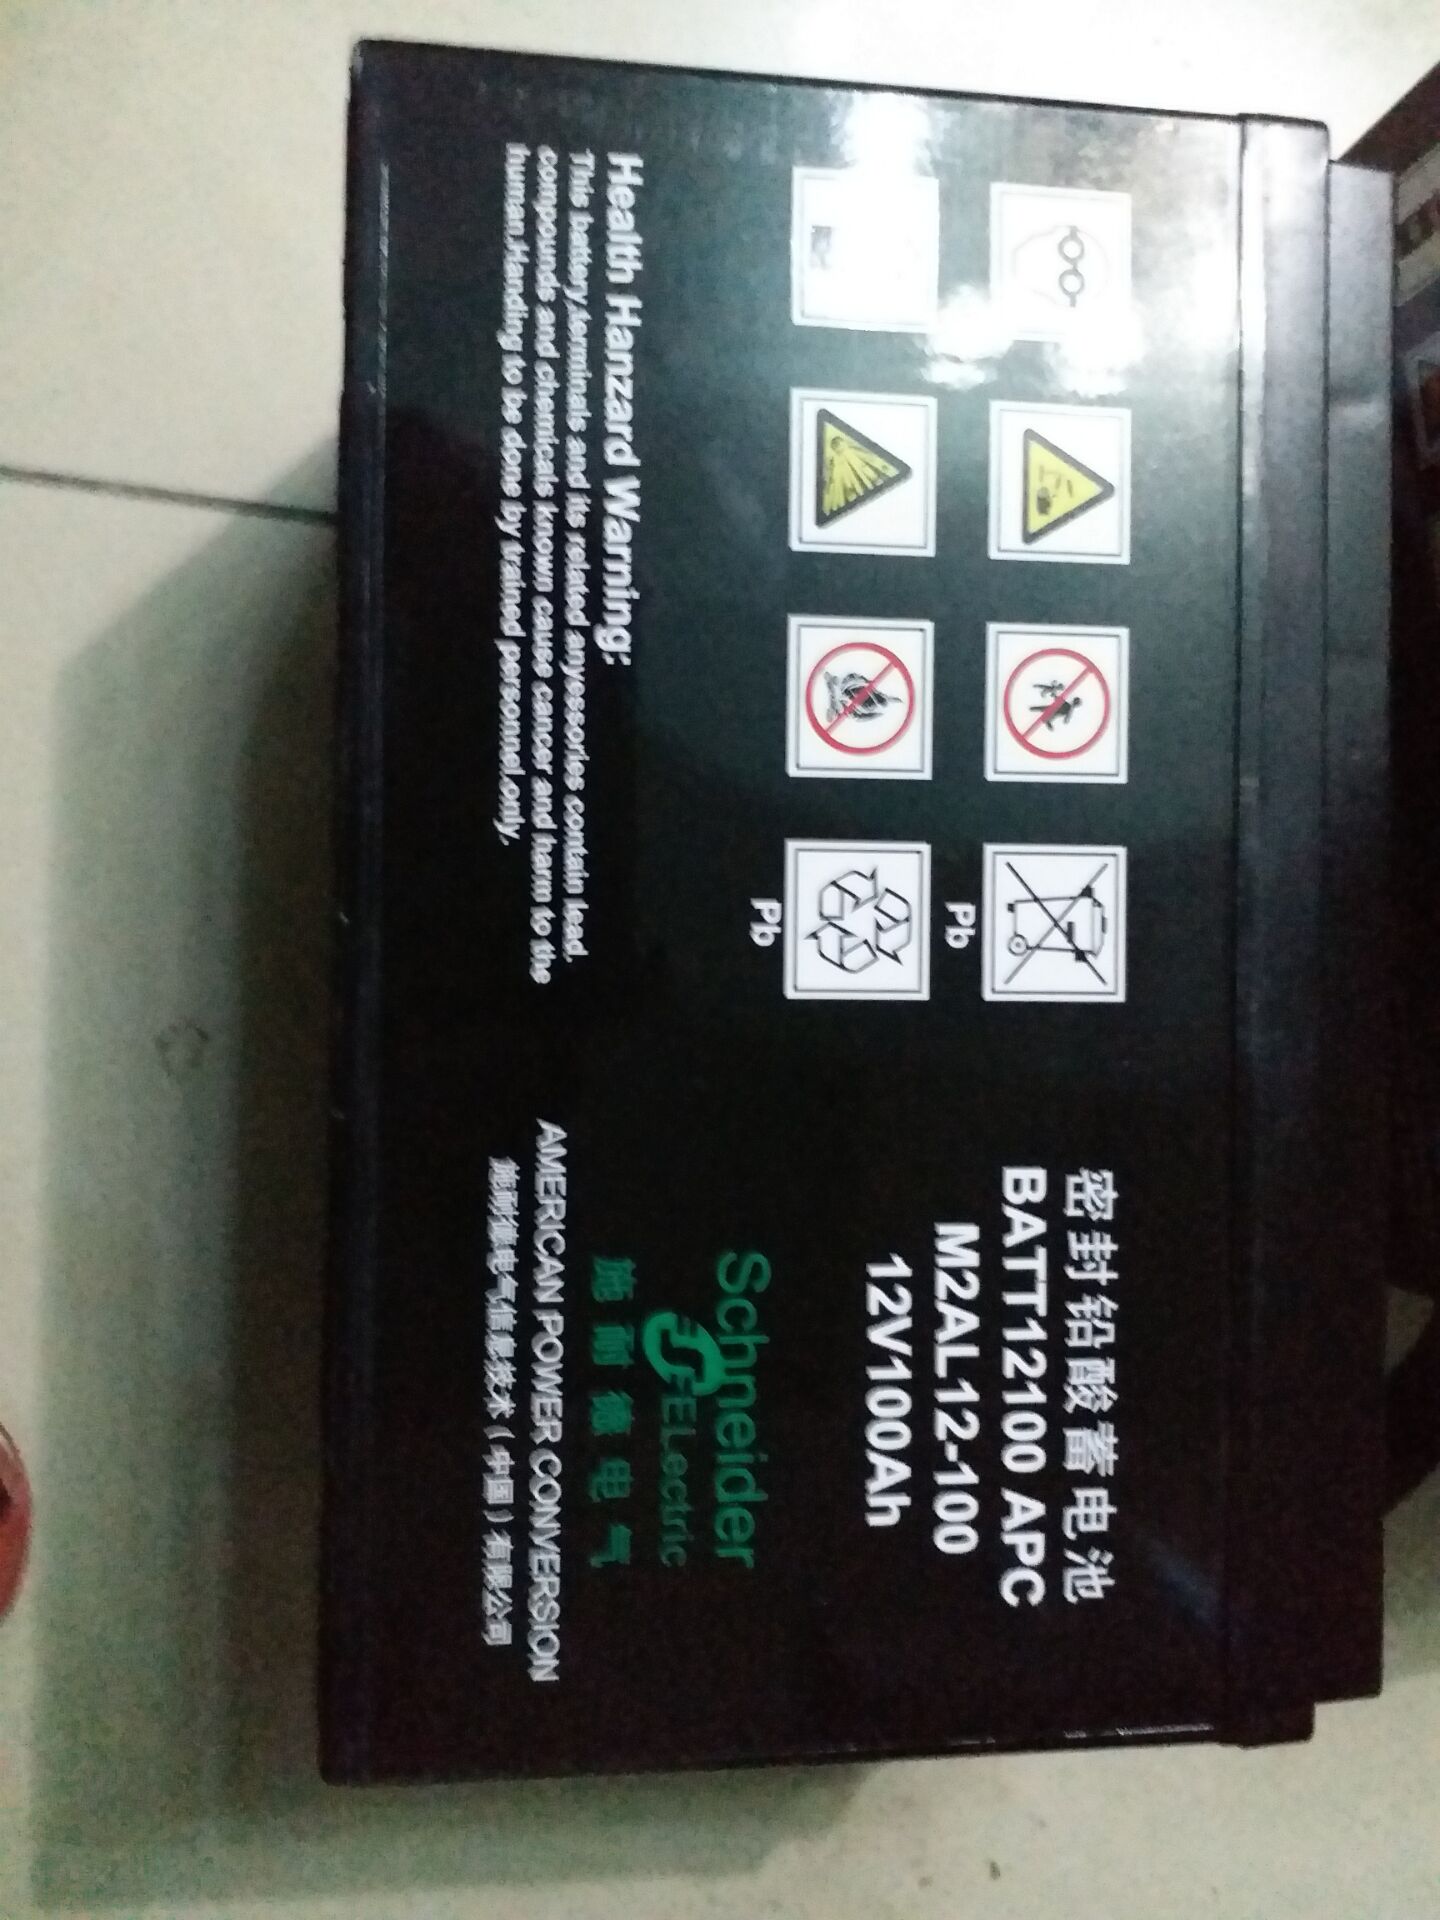 密封铅酸蓄电池
BATT12100 APC
M2AL12-100
12V100Ah
Pb
Pb
Schneider
ELectric
施耐德电气
Health Hanzard Warning:
This battery,terminals and its related anyessories contain lead,
compounds and chemicals known cause cancer and harm to the
human.Handing to be done by trained personnel,only,
AMERICAN POWER CONVERSION
施耐德电气信息技术（中国）有限公司